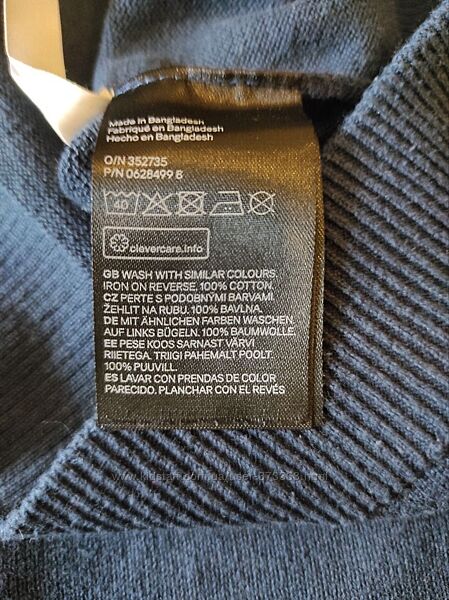 Made in Bangladesh
Fabriqué en Bangladesh
Hecho en Bangladesh
O/N 352735
P/N 0628499 8
40
clevercare.info
GB WASH WITH SIMILAR COLOURS.
IRON ON REVERSE. 100% COTTON.
CZ PERTE S PODOBNÝMI BARVAMI.
ŽEHLIT NA RUBU. 100% BAVLNA.
DE MIT ÄHNLICHEN FARBEN WASCHEN.
AUF LINKS BÜGELN. 100% BAUMWOLLE.
EE PESE KOOS SARNAST VÄRVI
RIIETEGA. TRIIGI PAHEMALT POOLT.
100% PUUVILL.
ES LAVAR CON PRENDAS DE COLOR
PARECIDO. PLANCHAR CON EL REVÉS